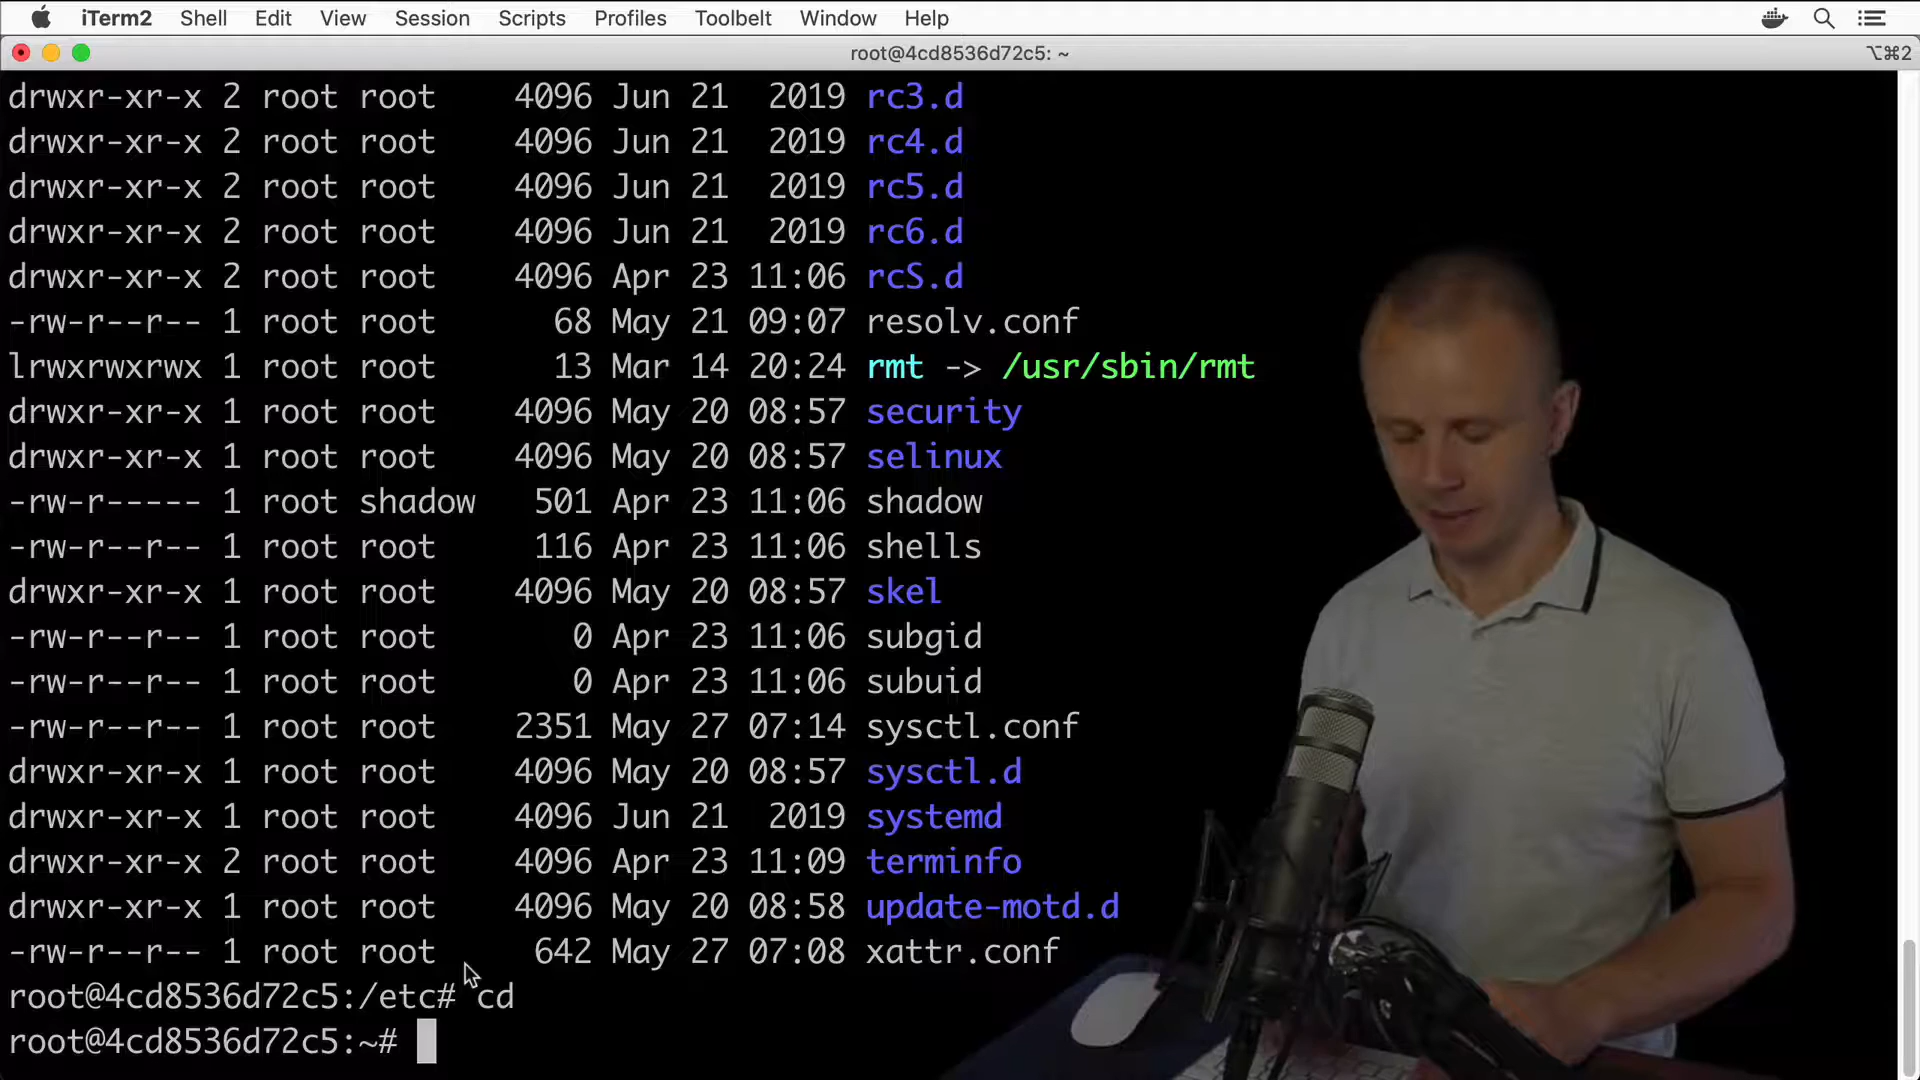 iTerm2 Shell Edit View Session Scripts Profiles Toolbelt Window Help
root@4cd8536d72c5: ~ ⌥⌘2
drwxr-xr-x 2 root root 4096 Jun 21 2019 rc3.d
drwxr-xr-x 2 root root 4096 Jun 21 2019 rc4.d
drwxr-xr-x 2 root root 4096 Jun 21 2019 rc5.d
drwxr-xr-x 2 root root 4096 Jun 21 2019 rc6.d
drwxr-xr-x 2 root root 4096 Apr 23 11:06 rcS.d
-rw-r--r-- 1 root root 68 May 21 09:07 resolv.conf
lrwxrwxrwx 1 root root 13 Mar 14 20:24 rmt -> /usr/sbin/rmt
drwxr-xr-x 1 root root 4096 May 20 08:57 security
drwxr-xr-x 1 root root 4096 May 20 08:57 selinux
-rw-r----- 1 root shadow 501 Apr 23 11:06 shadow
-rw-r--r-- 1 root root 116 Apr 23 11:06 shells
drwxr-xr-x 1 root root 4096 May 20 08:57 skel
-rw-r--r-- 1 root root 0 Apr 23 11:06 subgid
-rw-r--r-- 1 root root 0 Apr 23 11:06 subuid
-rw-r--r-- 1 root root 2351 May 27 07:14 sysctl.conf
drwxr-xr-x 1 root root 4096 May 20 08:57 sysctl.d
drwxr-xr-x 1 root root 4096 Jun 21 2019 systemd
drwxr-xr-x 2 root root 4096 Apr 23 11:09 terminfo
drwxr-xr-x 1 root root 4096 May 20 08:58 update-motd.d
-rw-r--r-- 1 root root 642 May 27 07:08 xattr.conf
root@4cd8536d72c5:/etc# cd
root@4cd8536d72c5:~#